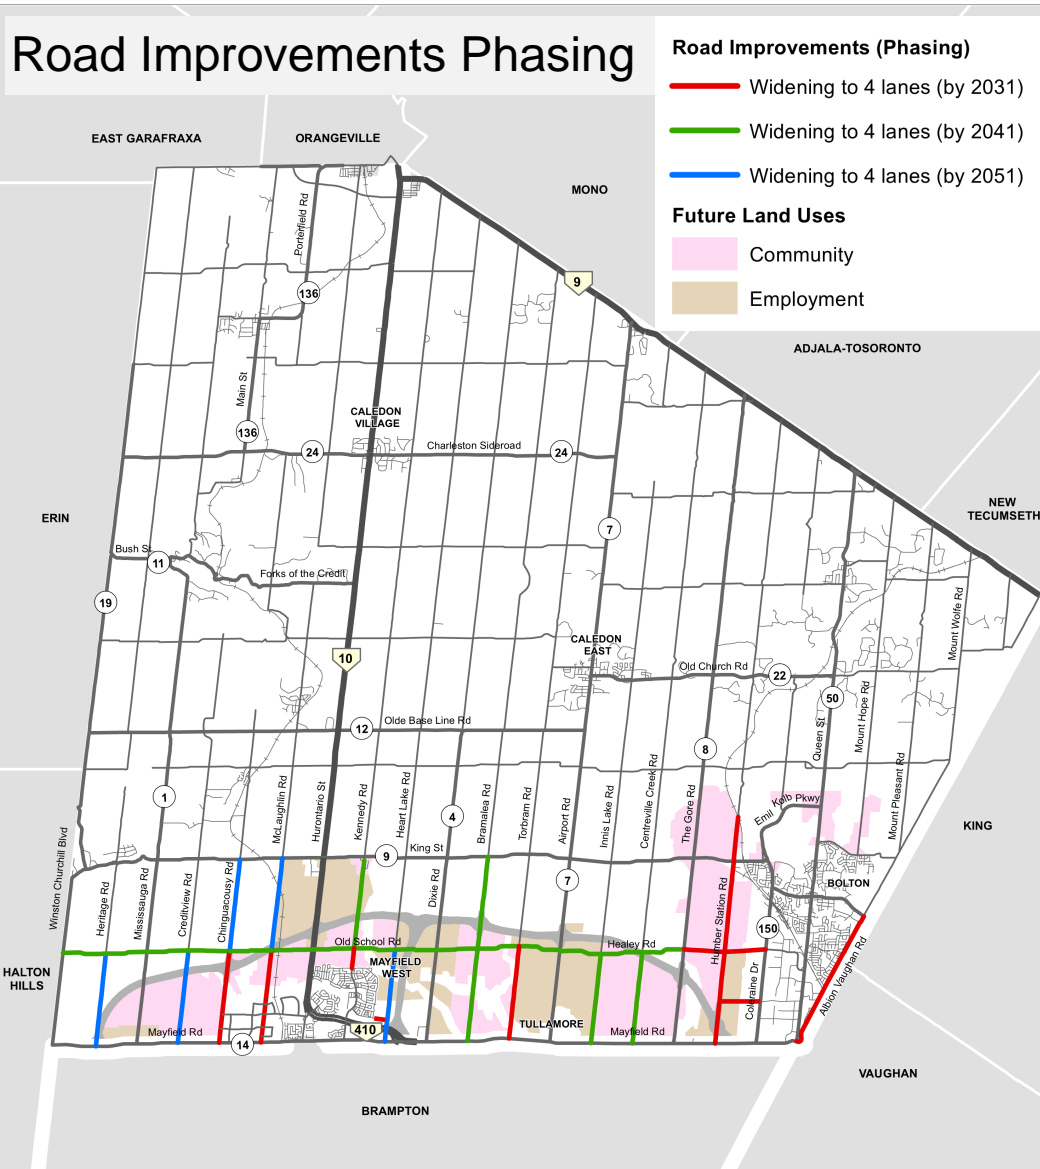 Road Improvements Phasing
Road Improvements (Phasing)
Widening to 4 lanes (by 2031)
Widening to 4 lanes (by 2041)
Widening to 4 lanes (by 2051)
Future Land Uses
Community
Employment
EAST GARAFRAXA
ORANGEVILLE
MONO
Porterfield Rd
9
136
ADJALA-TOSORONTO
Main St
CALEDON
VILLAGE
136
24
Charleston Sideroad
24
ERIN
NEW
TECUMSETH
7
Bush St
11
Forks of the Credit
19
Mount Wolfe Rd
CALEDON
EAST
10
Old Church Rd
22
50
Mount Hope Rd
Queen St
12
Olde Base Line Rd
8
1
McLaughlin Rd
Hurontario St
Kennedy Rd
Heart Lake Rd
4
Bramalea Rd
Torbram Rd
Airport Rd
Innis Lake Rd
Centreville Creek Rd
The Gore Rd
Emil Kolb Pkwy
Mount Pleasant Rd
KING
Winston Churchill Blvd
9
King St
7
BOLTON
Heritage Rd
Mississauga Rd
Creditview Rd
Chinguacousy Rd
Dixie Rd
Humber Station Rd
150
Old School Rd
Healey Rd
HALTON
HILLS
MAYFIELD
WEST
Coleraine Dr
Albion Vaughan Rd
Mayfield Rd
14
410
TULLAMORE
Mayfield Rd
VAUGHAN
BRAMPTON